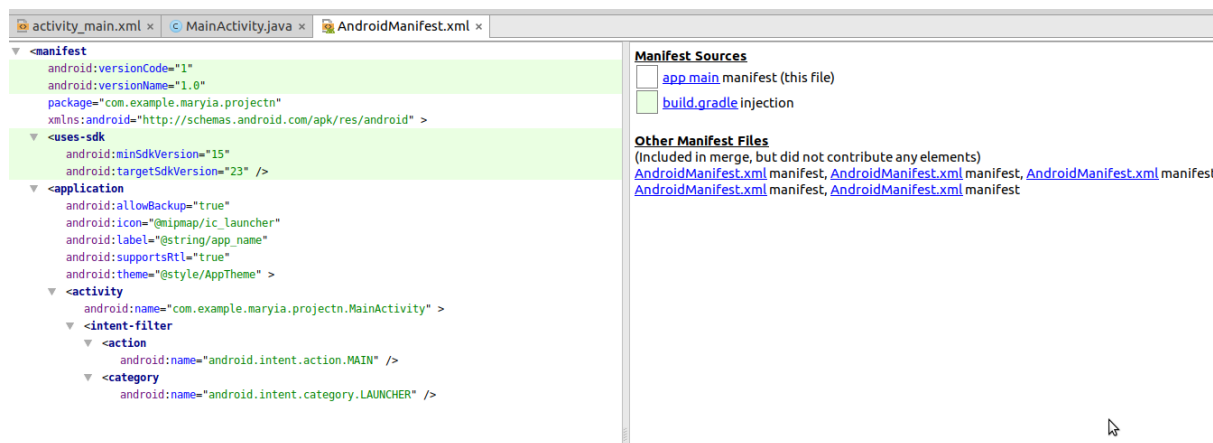 activity_main.xml × MainActivity.java × AndroidManifest.xml ×
<manifest
android:versionCode="1"
android:versionName="1.0"
package="com.example.maryia.projectn"
xmlns:android="http://schemas.android.com/apk/res/android" >
<uses-sdk
android:minSdkVersion="15"
android:targetSdkVersion="23" />
<application
android:allowBackup="true"
android:icon="@mipmap/ic_launcher"
android:label="@string/app_name"
android:supportsRtl="true"
android:theme="@style/AppTheme" >
<activity
android:name="com.example.maryia.projectn.MainActivity" >
<intent-filter
<action
android:name="android.intent.action.MAIN" />
<category
android:name="android.intent.category.LAUNCHER" />
Manifest Sources
app main manifest (this file)
build.gradle injection
Other Manifest Files
(Included in merge, but did not contribute any elements)
AndroidManifest.xml manifest, AndroidManifest.xml manifest, AndroidManifest.xml manifest
AndroidManifest.xml manifest, AndroidManifest.xml manifest